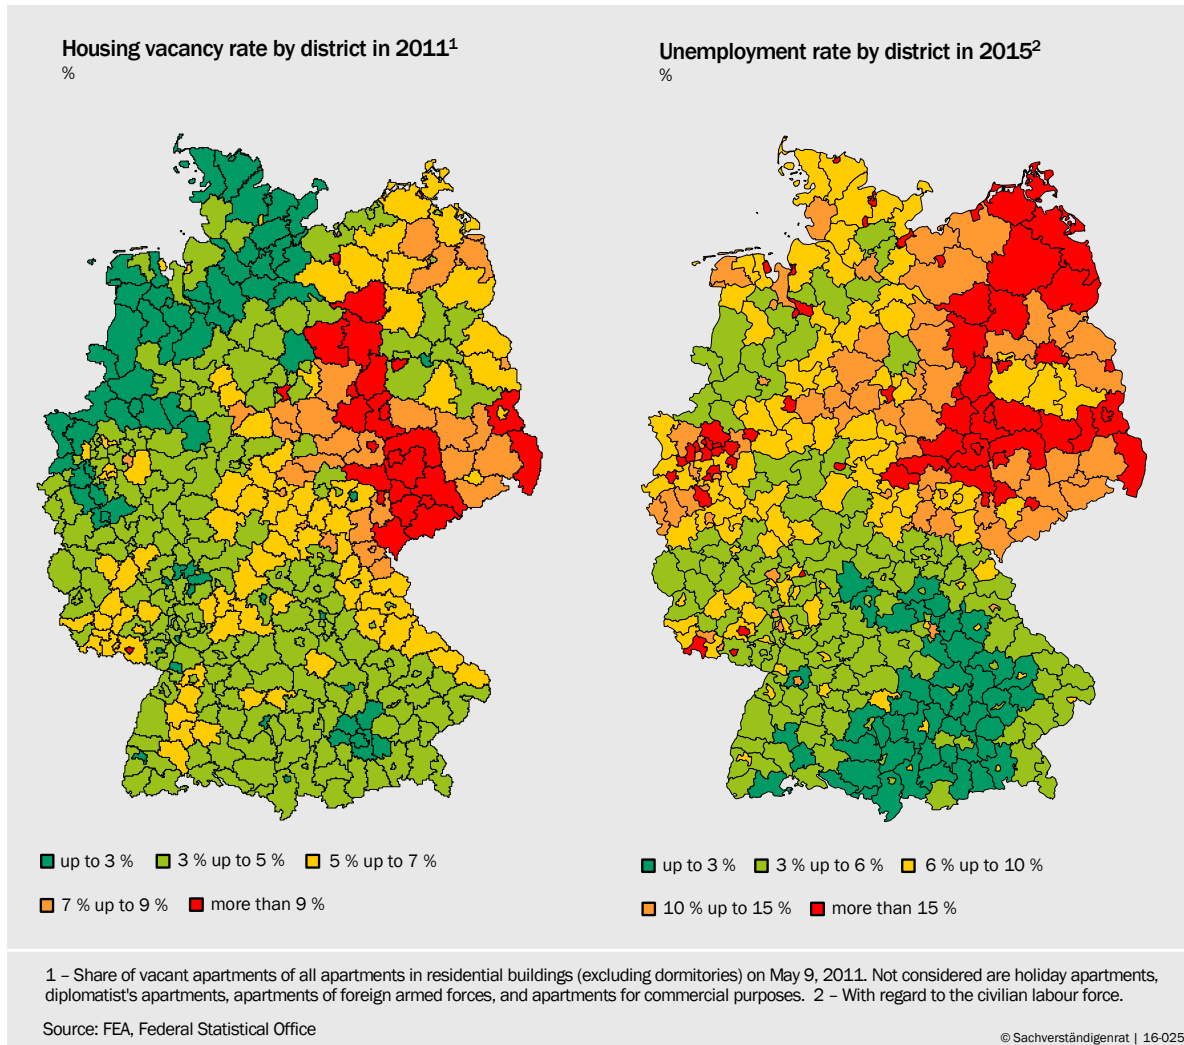 Housing vacancy rate by district in 2011¹
%
Unemployment rate by district in 2015²
%
up to 3 % 3 % up to 5 % 5 % up to 7 %
7 % up to 9 % more than 9 %
up to 3 % 3 % up to 6 % 6 % up to 10 %
10 % up to 15 % more than 15 %
1 – Share of vacant apartments of all apartments in residential buildings (excluding dormitories) on May 9, 2011. Not considered are holiday apartments,
diplomatist's apartments, apartments of foreign armed forces, and apartments for commercial purposes. 2 – With regard to the civilian labour force.
Source: FEA, Federal Statistical Office
© Sachverständigenrat | 16-025